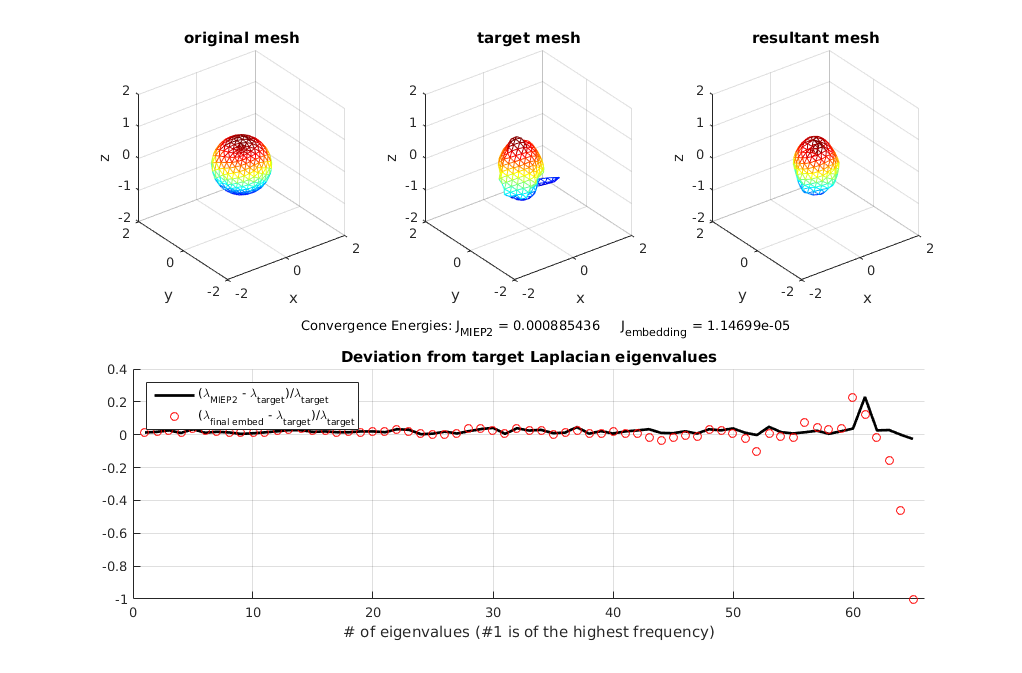 original mesh
target mesh
resultant mesh
2
1
0
-1
-2
z
2
0
-2
y
-2
0
2
x
2
1
0
-1
-2
z
2
0
-2
y
-2
0
2
x
2
1
0
-1
-2
z
2
0
-2
y
-2
0
2
x
Convergence Energies: J_MIEP2 = 0.000885436 J_embedding = 1.14699e-05
Deviation from target Laplacian eigenvalues
(λ_MIEP2 - λ_target)/λ_target
(λ_final embed - λ_target)/λ_target
0.4
0.2
0
-0.2
-0.4
-0.6
-0.8
-1
0 10 20 30 40 50 60
# of eigenvalues (#1 is of the highest frequency)